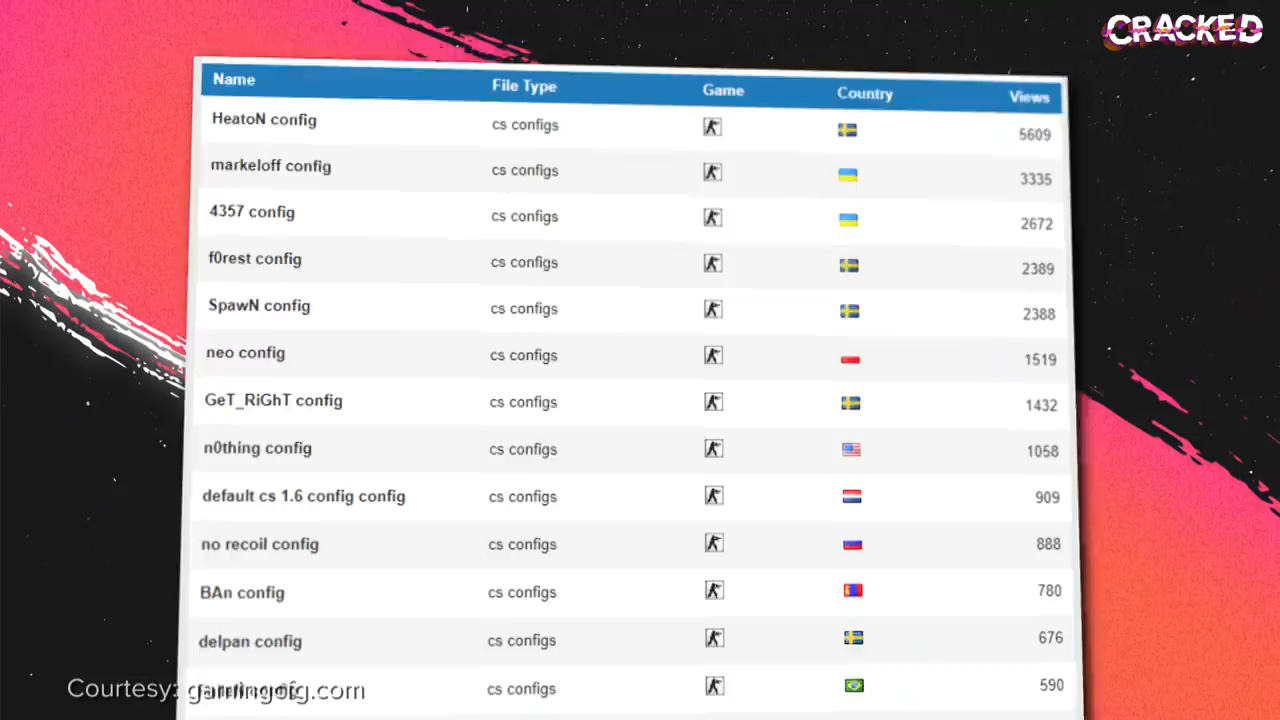 CRACKED
Name File Type Game Country Views
HeatoN config cs configs 5609
markeloff config cs configs 3335
4357 config cs configs 2672
f0rest config cs configs 2389
SpawN config cs configs 2388
neo config cs configs 1519
GeT_RiGhT config cs configs 1432
n0thing config cs configs 1058
default cs 1.6 config config cs configs 909
no recoil config cs configs 888
BAn config cs configs 780
delpan config cs configs 676
cs configs 590
Courtesy: gamingcfg.com